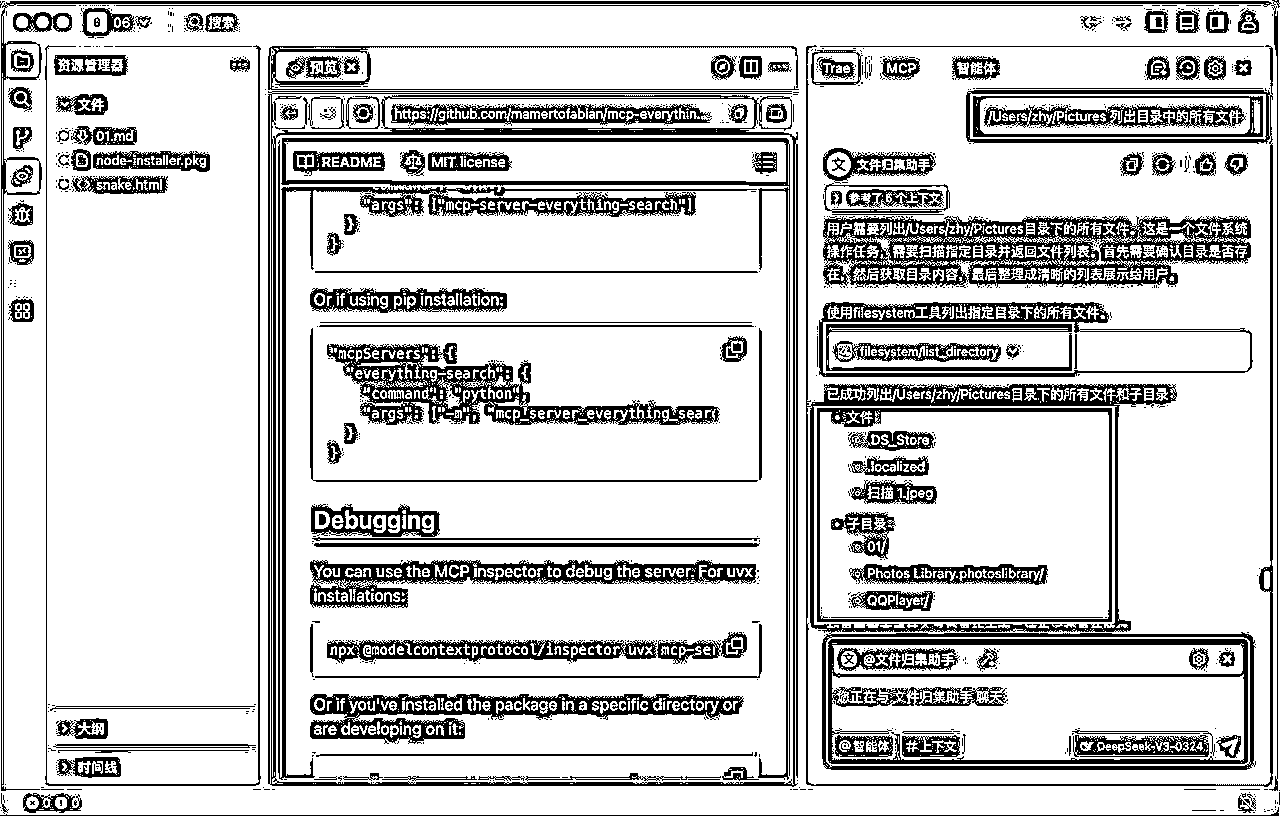 06
搜索
资源管理器
文件
01.md
node-installer.pkg
snake.html
大纲
时间线
预览
https://github.com/mamertofabian/mcp-everythin...
README
MIT license
"args": ["mcp-server-everything-search"]
}
}
Or if using pip installation:
"mcpServers": {
"everything-search": {
"command": "python",
"args": ["-m", "mcp_server_everything_sear
}
}
Debugging
You can use the MCP inspector to debug the server. For uvx
installations:
npx @modelcontextprotocol/inspector uvx mcp-se
Or if you've installed the package in a specific directory or
are developing on it:
Trae
MCP
智能体
/Users/zhy/Pictures 列出目录中的所有文件
文件归集助手
参考了 6 个上下文
用户需要列出/Users/zhy/Pictures目录下的所有文件。这是一个文件系统
操作任务，需要扫描指定目录并返回文件列表。首先需要确认目录是否存
在，然后获取目录内容，最后整理成清晰的列表展示给用户。
使用filesystem工具列出指定目录下的所有文件。
filesystem/list_directory
已成功列出/Users/zhy/Pictures目录下的所有文件和子目录：
文件：
.DS_Store
.localized
扫描 1.jpeg
子目录：
01/
Photos Library.photoslibrary/
QQPlayer/
@文件归集助手
正在与 文件归集助手 聊天
@ 智能体
# 上下文
DeepSeek-V3-0324